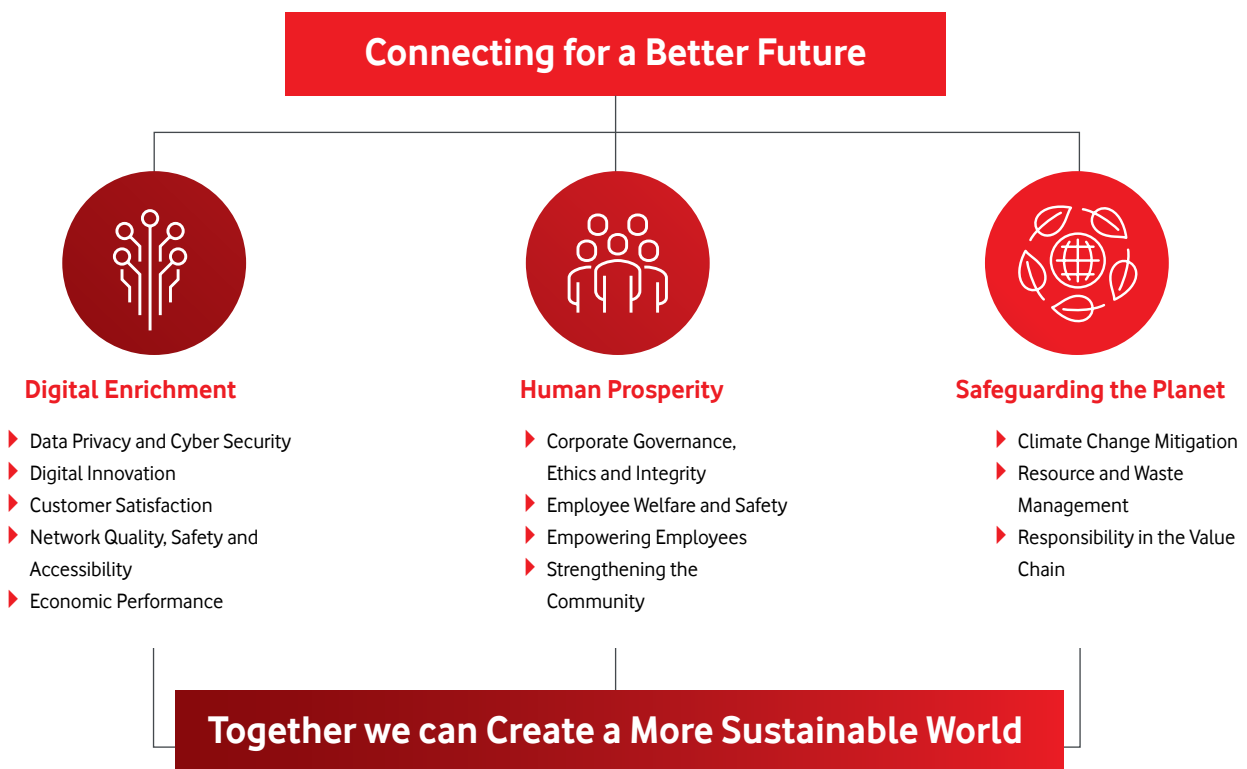 Connecting for a Better Future
Digital Enrichment
Data Privacy and Cyber Security
Digital Innovation
Customer Satisfaction
Network Quality, Safety and
Accessibility
Economic Performance
Human Prosperity
Corporate Governance,
Ethics and Integrity
Employee Welfare and Safety
Empowering Employees
Strengthening the
Community
Safeguarding the Planet
Climate Change Mitigation
Resource and Waste
Management
Responsibility in the Value
Chain
Together we can Create a More Sustainable World